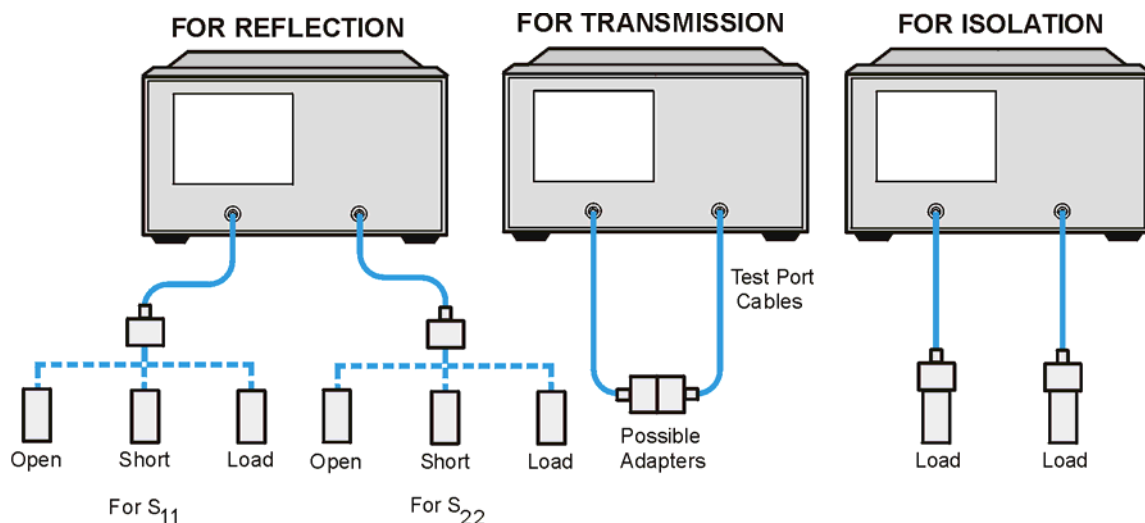 FOR REFLECTION
FOR TRANSMISSION
FOR ISOLATION
Test Port
Cables
Open
Short
Load
Open
Short
Load
Possible
Adapters
Load
Load
For S11
For S22